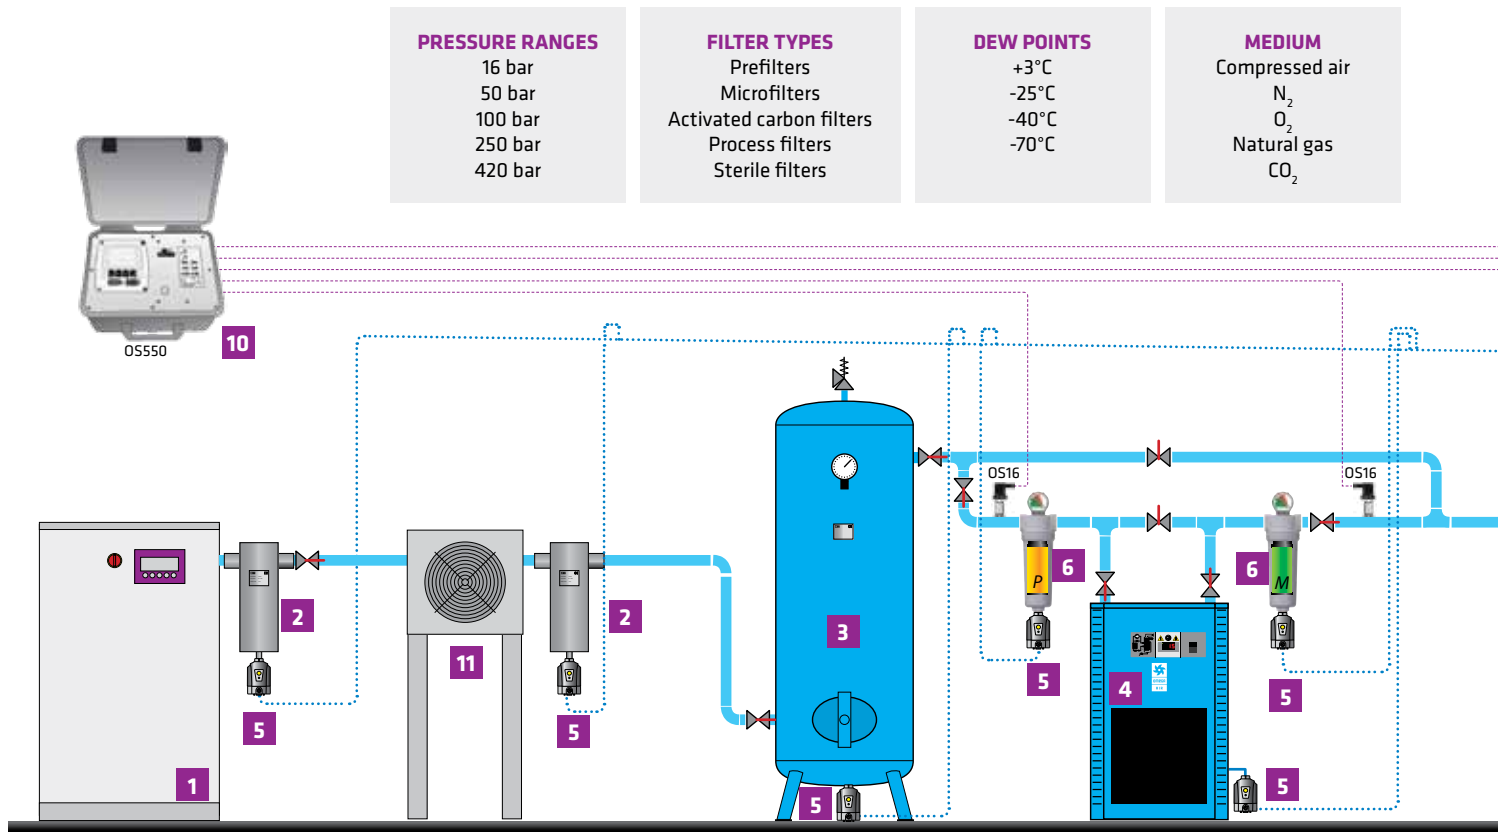 PRESSURE RANGES
16 bar
50 bar
100 bar
250 bar
420 bar
FILTER TYPES
Prefilters
Microfilters
Activated carbon filters
Process filters
Sterile filters
DEW POINTS
+3°C
-25°C
-40°C
-70°C
MEDIUM
Compressed air
N₂
O₂
Natural gas
CO₂
OS550
10
OS16
OS16
P
6
6
M
2
2
3
11
4
5
5
5
5
1
5
5